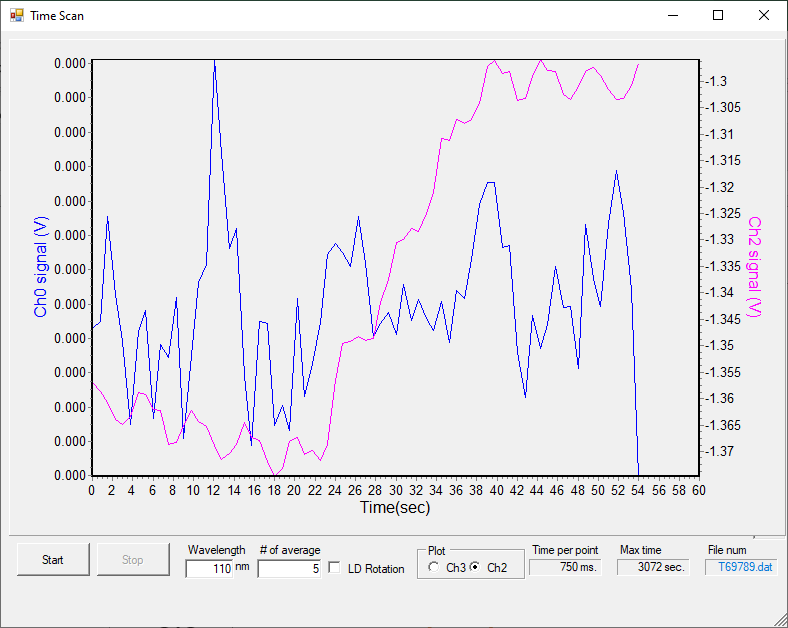 Time Scan
0.000
0.000
0.000
0.000
0.000
0.000
0.000
0.000
0.000
0.000
0.000
0.000
0.000
Ch0 signal (V)
-1.3
-1.305
-1.31
-1.315
-1.32
-1.325
-1.33
-1.335
-1.34
-1.345
-1.35
-1.355
-1.36
-1.365
-1.37
Ch2 signal (V)
0 2 4 6 8 10 12 14 16 18 20 22 24 26 28 30 32 34 36 38 40 42 44 46 48 50 52 54 56 58 60
Time(sec)
Start
Stop
Wavelength
110 nm
# of average
5
LD Rotation
Plot
Ch3 Ch2
Time per point
750 ms.
Max time
3072 sec.
File num
T69789.dat